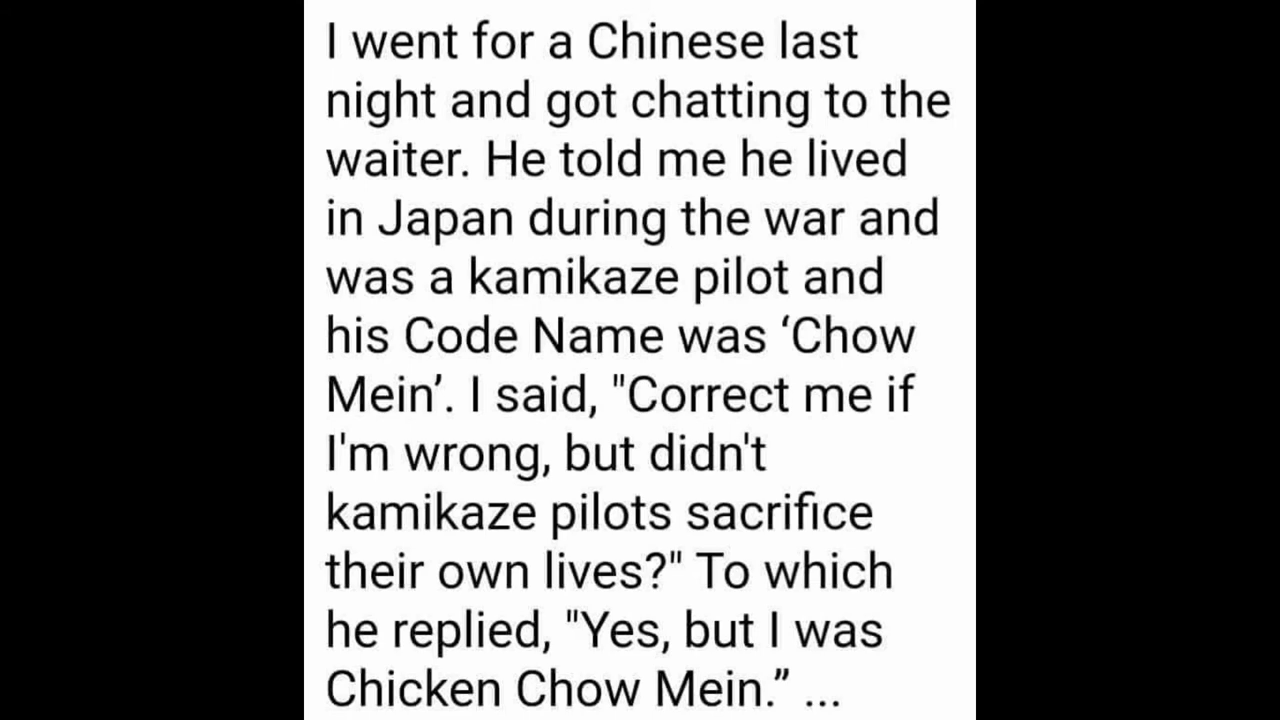 I went for a Chinese last
night and got chatting to the
waiter. He told me he lived
in Japan during the war and
was a kamikaze pilot and
his Code Name was ‘Chow
Mein’. I said, "Correct me if
I'm wrong, but didn't
kamikaze pilots sacrifice
their own lives?" To which
he replied, "Yes, but I was
Chicken Chow Mein.” ...